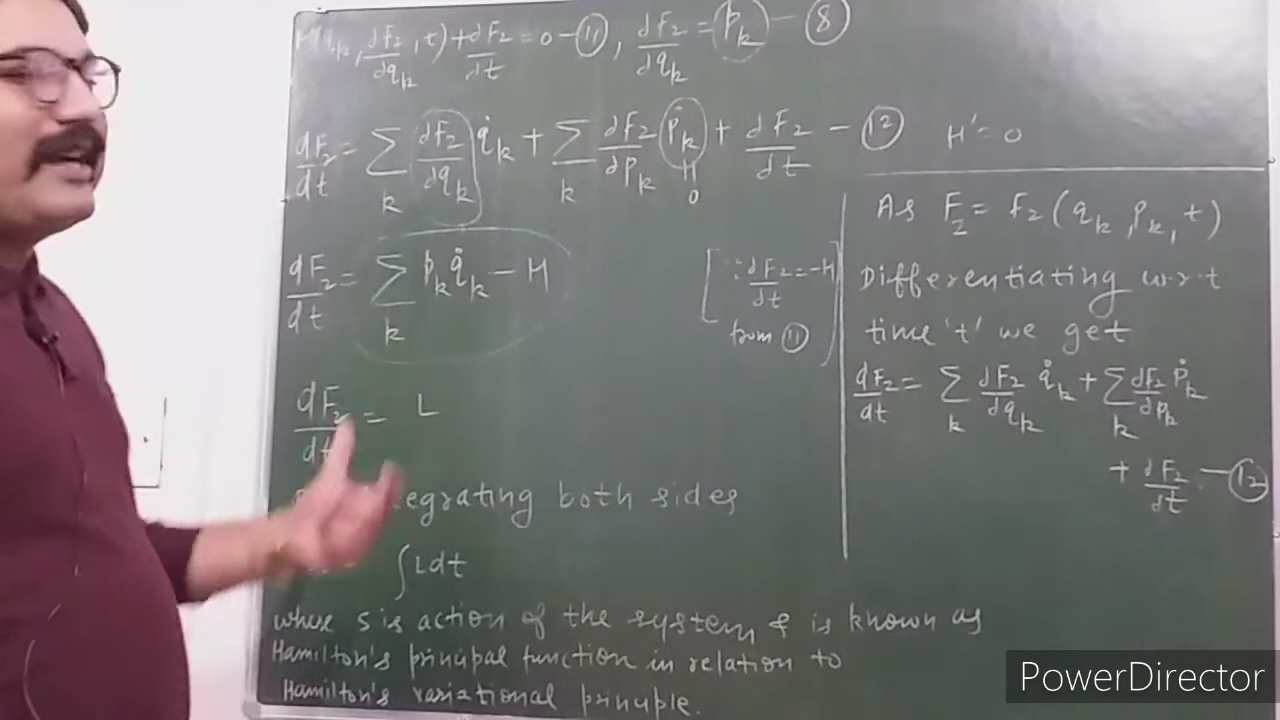 H(qₖ, dF₂/dqₖ, t) + dF₂/dt = 0 - (11), dF₂/dqₖ = pₖ - (8)
dF₂/dt = Σₖ dF₂/dqₖ q̇ₖ + Σₖ dF₂/dpₖ ṗₖ + dF₂/dt - (12)
H
0
H' = 0
dF₂/dt = Σₖ pₖ q̇ₖ - H
[∵ dF₂/dt = -H
from (11)]
dF₂/dt = L
egrating both sides
∫Ldt
where S is action of the system & is known as
Hamilton's principal function in relation to
Hamilton's variational principle.
As F₂ = F₂(qₖ, pₖ, t)
Differentiating w.r.t
time 't' we get
dF₂/dt = Σₖ dF₂/dqₖ q̇ₖ + Σₖ dF₂/dpₖ ṗₖ
+ dF₂/dt - (12)
PowerDirector